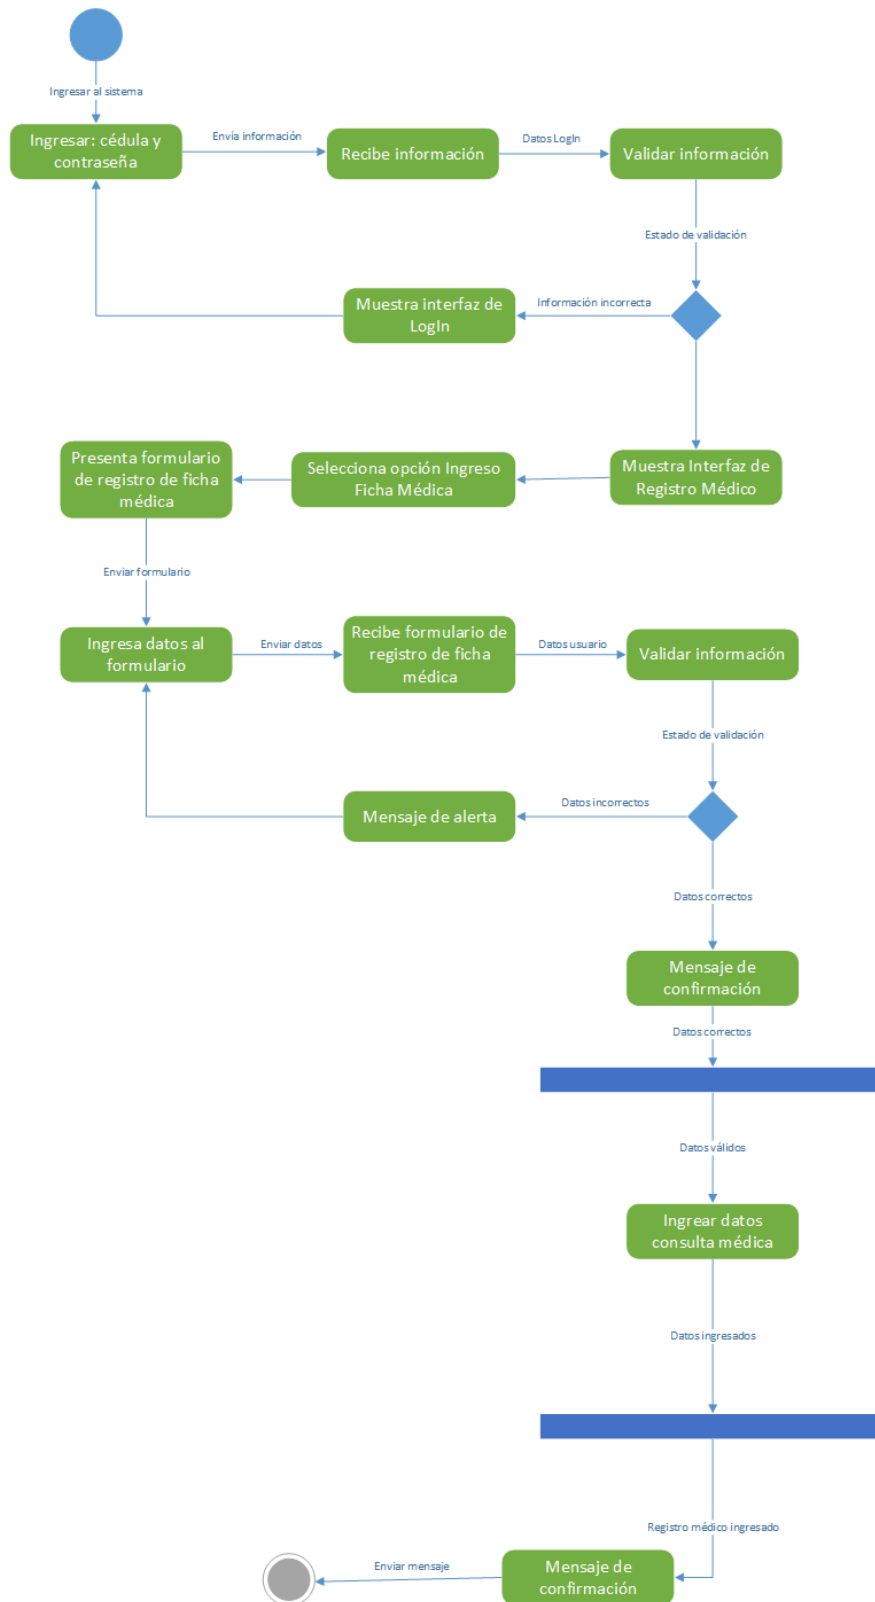 Ingresar al sistema
Ingresar: cédula y
contraseña
Envía información
Recibe información
Datos LogIn
Validar información
Estado de validación
Información incorrecta
Muestra interfaz de
LogIn
Muestra Interfaz de
Registro Médico
Selecciona opción Ingreso
Ficha Médica
Presenta formulario
de registro de ficha
médica
Enviar formulario
Ingresa datos al
formulario
Enviar datos
Recibe formulario de
registro de ficha
médica
Datos usuario
Validar información
Estado de validación
Datos incorrectos
Mensaje de alerta
Datos correctos
Mensaje de
confirmación
Datos correctos
Datos válidos
Ingrear datos
consulta médica
Datos ingresados
Registro médico ingresado
Mensaje de
confirmación
Enviar mensaje